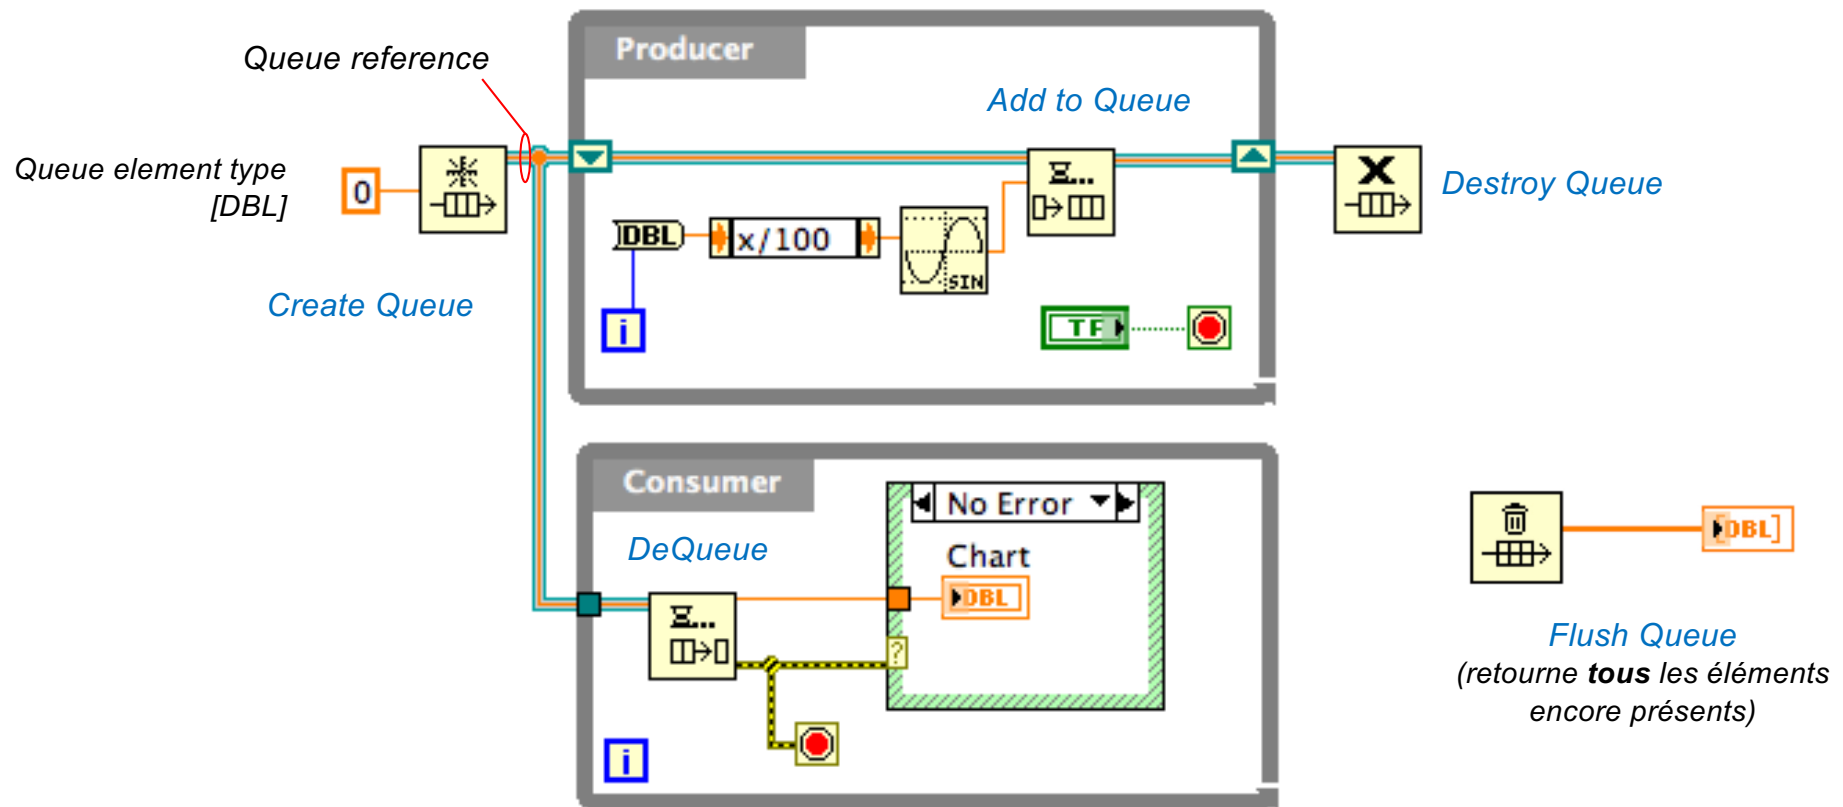 Producer
Queue reference
Add to Queue
Queue element type
[DBL]
0
Destroy Queue
DBL
x/100
SIN
Create Queue
i
TF
Consumer
No Error
DeQueue
Chart
DBL
[DBL]
?
Flush Queue
(retourne tous les éléments
encore présents)
i